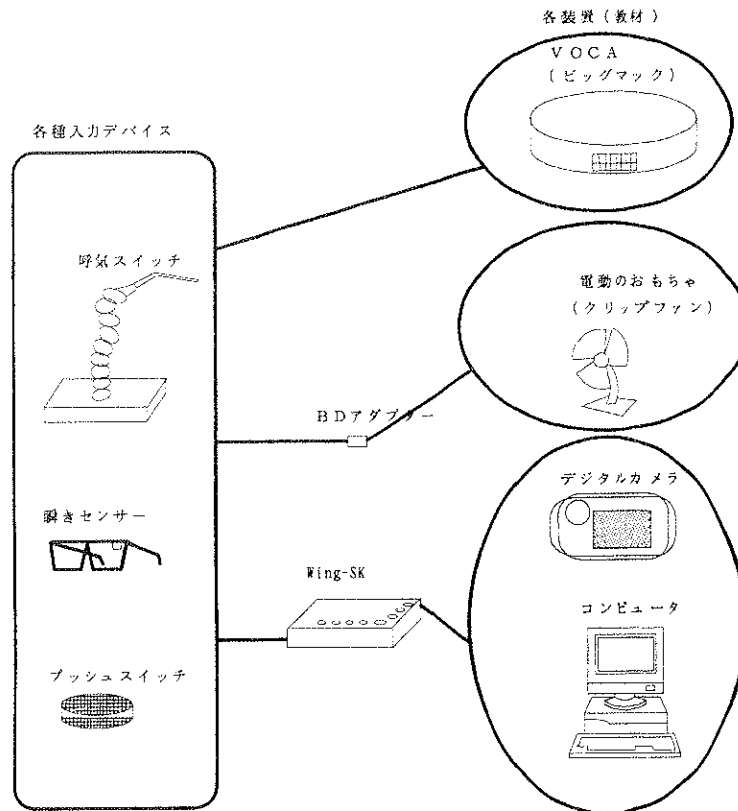 各装置(教材)
VOCA
(ビッグマック)
各種入力デバイス
呼気スイッチ
電動のおもちゃ
(クリップファン)
BDアダプター
瞬きセンサー
デジタルカメラ
Wing-SK
コンピュータ
プッシュスイッチ